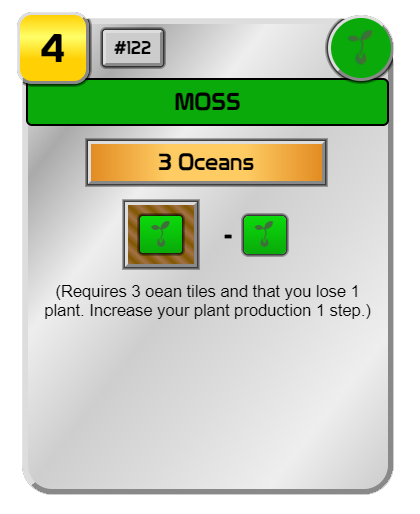 4
#122
MOSS
3 Oceans
-
(Requires 3 oean tiles and that you lose 1
plant. Increase your plant production 1 step.)